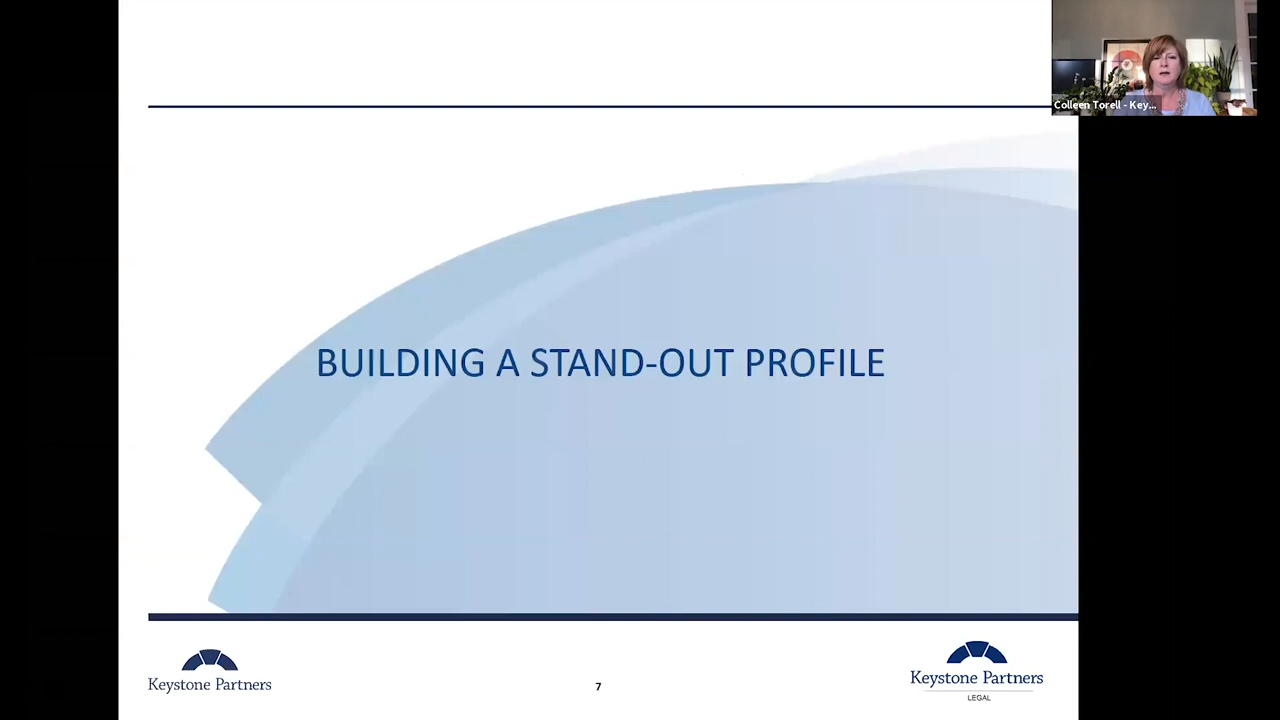 Colleen Torell - Key...
BUILDING A STAND-OUT PROFILE
Keystone Partners
7
Keystone Partners
LEGAL